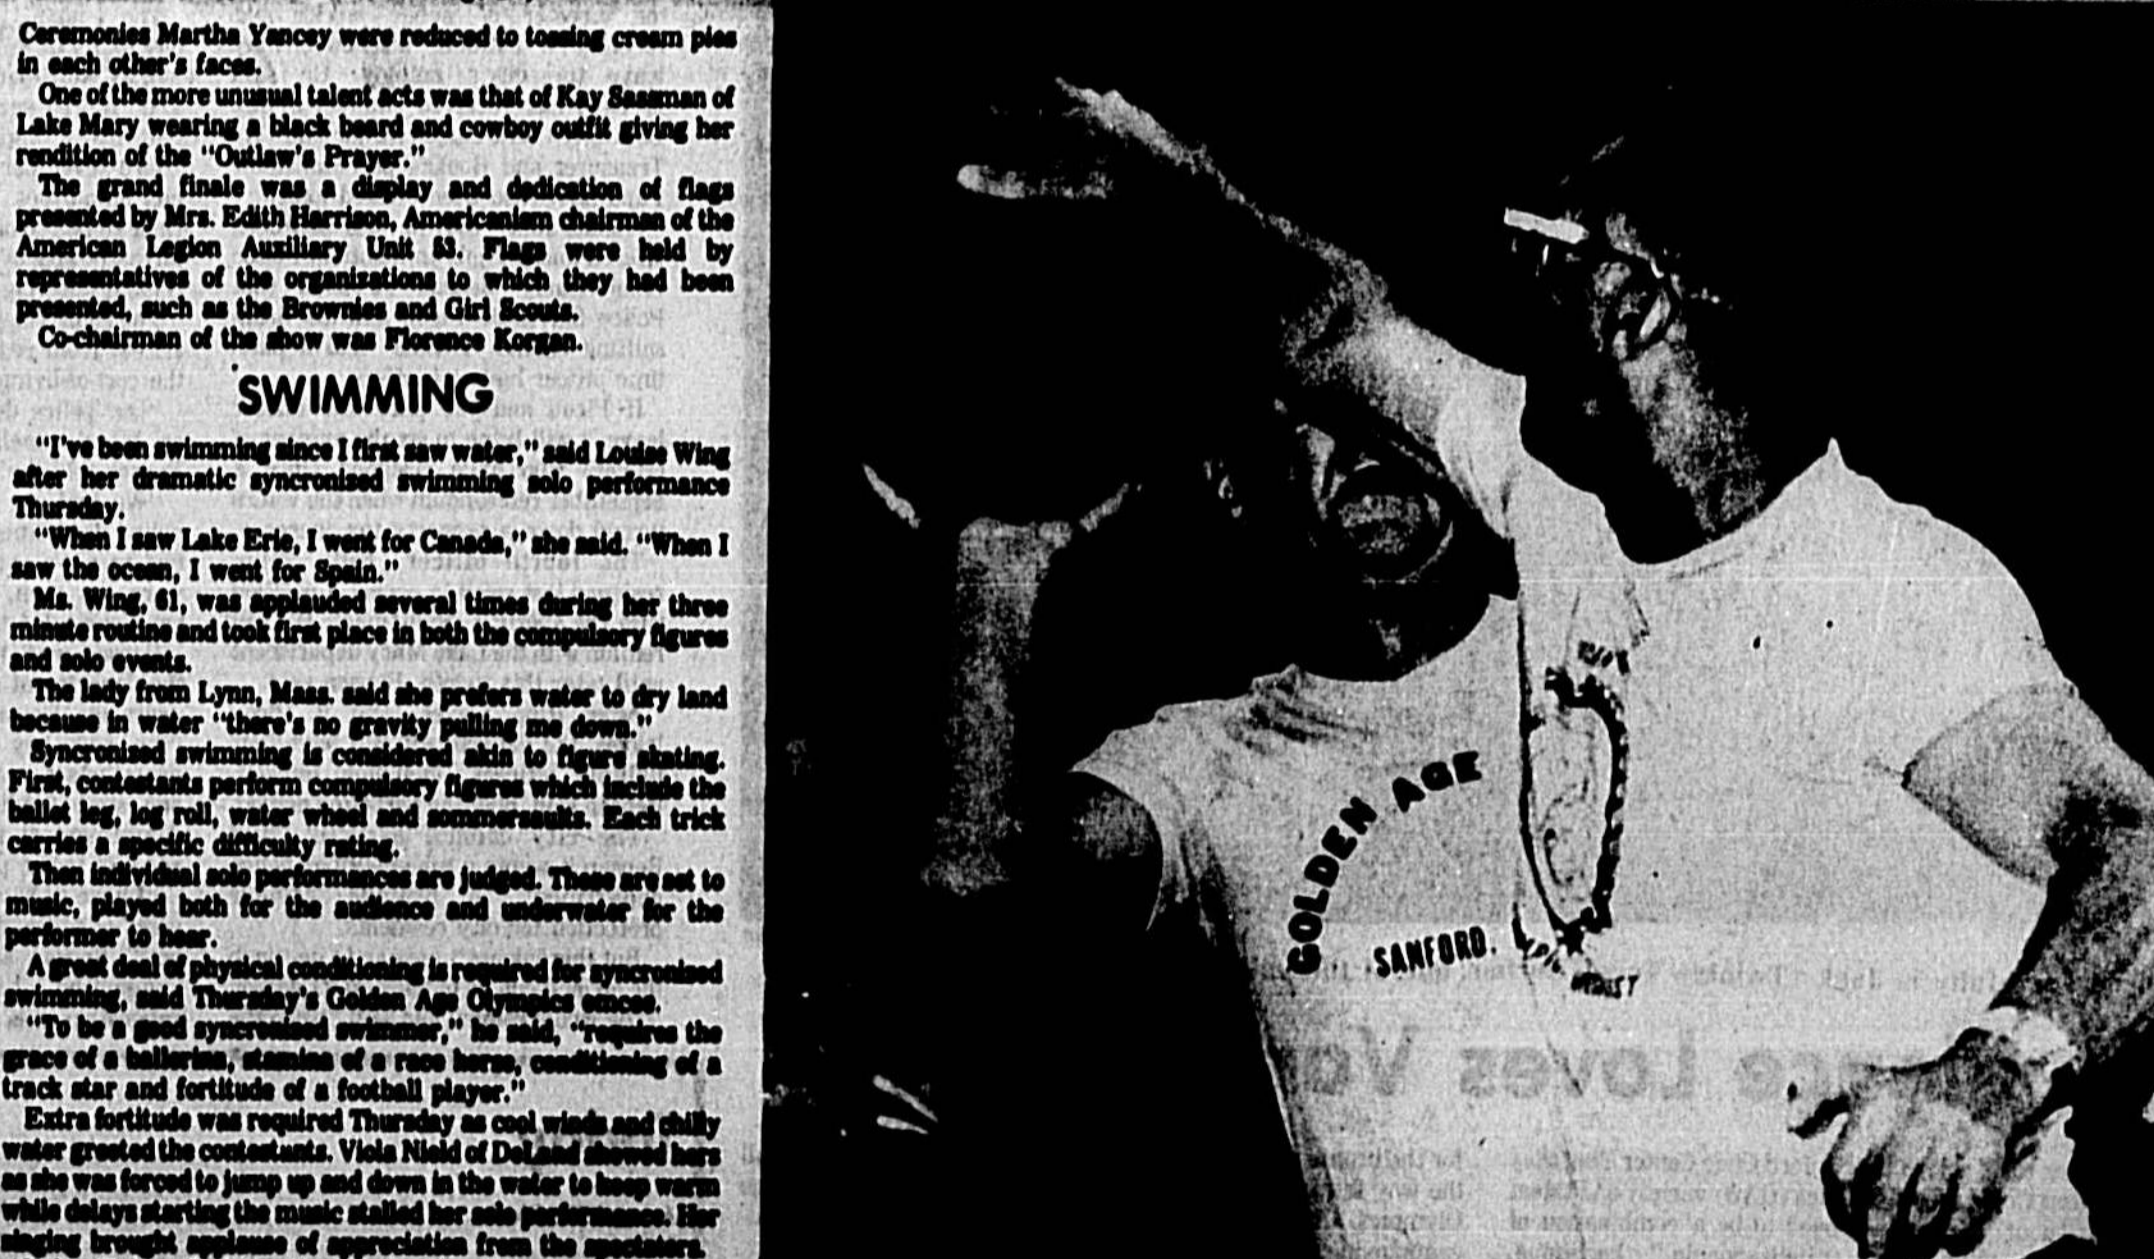 Ceremonies Martha Yancey were reduced to tossing cream pies
in each other's faces.
One of the more unusual talent acts was that of Kay Sassman of
Lake Mary wearing a black beard and cowboy outfit giving her
rendition of the "Outlaw's Prayer."
The grand finale was a display and dedication of flags
presented by Mrs. Edith Harrison, Americanism chairman of the
American Legion Auxiliary Unit 53. Flags were held by
representatives of the organizations to which they had been
presented, such as the Brownies and Girl Scouts.
Co-chairman of the show was Florence Korgan.
SWIMMING
"I've been swimming since I first saw water," said Louise Wing
after her dramatic syncronized swimming solo performance
Thursday.
"When I saw Lake Erie, I went for Canada," she said. "When I
saw the ocean, I went for Spain."
Ms. Wing, 61, was applauded several times during her three
minute routine and took first place in both the compulsory figures
and solo events.
The lady from Lynn, Mass. said she prefers water to dry land
because in water "there's no gravity pulling me down."
Syncronized swimming is considered akin to figure skating.
First, contestants perform compulsory figures which include the
ballet leg, log roll, water wheel and sommersaults. Each trick
carries a specific difficulty rating.
Then individual solo performances are judged. These are set to
music, played both for the audience and underwater for the
performer to hear.
A great deal of physical conditioning is required for syncronized
swimming, said Thursday's Golden Age Olympics emcee.
"To be a good syncronized swimmer," he said, "requires the
grace of a ballerina, stamina of a race horse, conditioning of a
track star and fortitude of a football player."
Extra fortitude was required Thursday as cool winds and chilly
water greeted the contestants. Viola Nield of DeLand showed hers
as she was forced to jump up and down in the water to keep warm
while delays starting the music stalled her solo performance. Her
singing brought applause of appreciation from the spectators.
GOLDEN AGE
SANFORD.